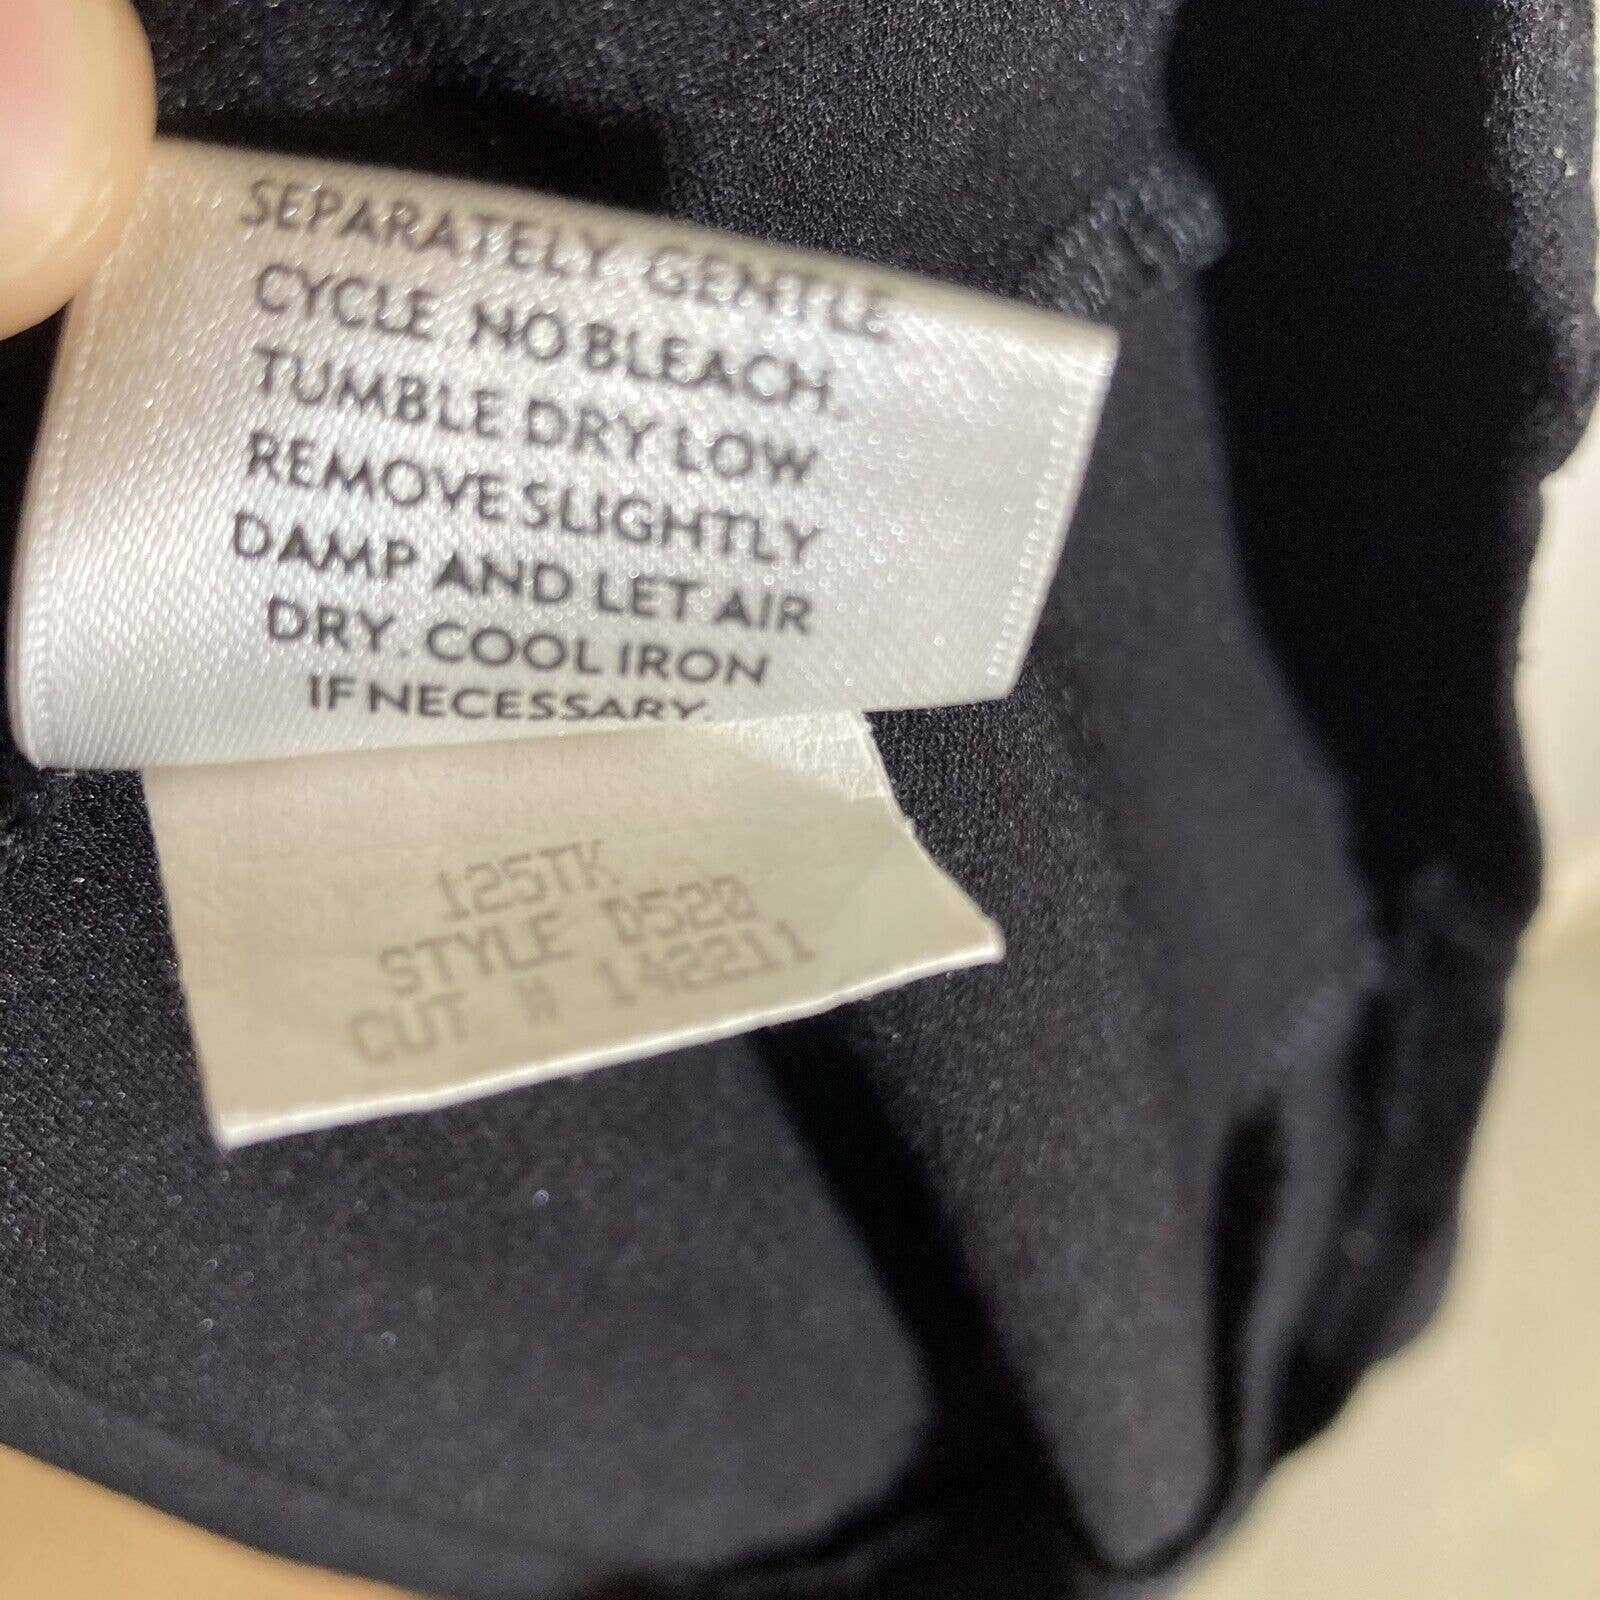 SEPARATELY. GENTLE
CYCLE NO BLEACH.
TUMBLE DRY LOW
REMOVE SLIGHTLY
DAMP AND LET AIR
DRY. COOL IRON
IF NECESSARY.
125TK
STYLE D520
CUT # 142211